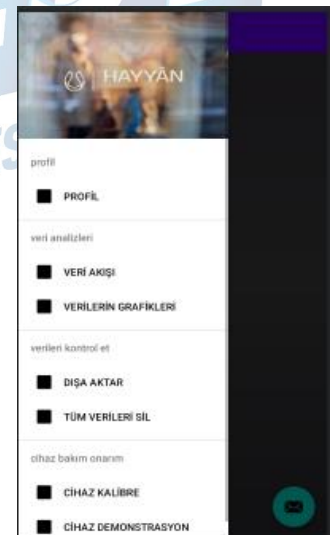 HAYYÂN
profil
PROFİL
veri analizleri
VERİ AKIŞI
VERİLERİN GRAFİKLERİ
verileri kontrol et
DIŞA AKTAR
TÜM VERİLERİ SİL
cihaz bakım onarım
CİHAZ KALİBRE
CİHAZ DEMONSTRASYON